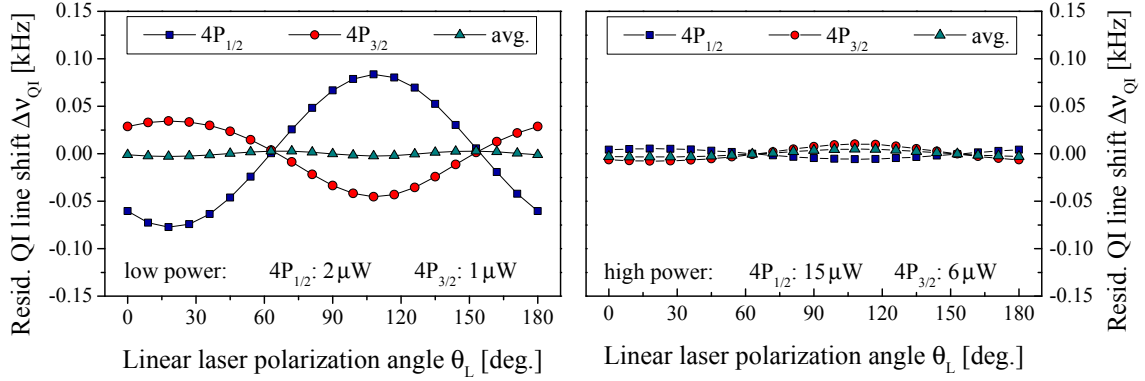 Resid. QI line shift Δν_QI [kHz]
0.15
0.10
0.05
0.00
-0.05
-0.10
-0.15
4P_1/2 4P_3/2 avg.
low power: 4P_1/2: 2 μW 4P_3/2: 1 μW
0 30 60 90 120 150 180
Linear laser polarization angle θ_L [deg.]
4P_1/2 4P_3/2 avg.
high power: 4P_1/2: 15 μW 4P_3/2: 6 μW
0 30 60 90 120 150 180
Linear laser polarization angle θ_L [deg.]
0.15
0.10
0.05
0.00
-0.05
-0.10
-0.15
Resid. QI line shift Δν_QI [kHz]